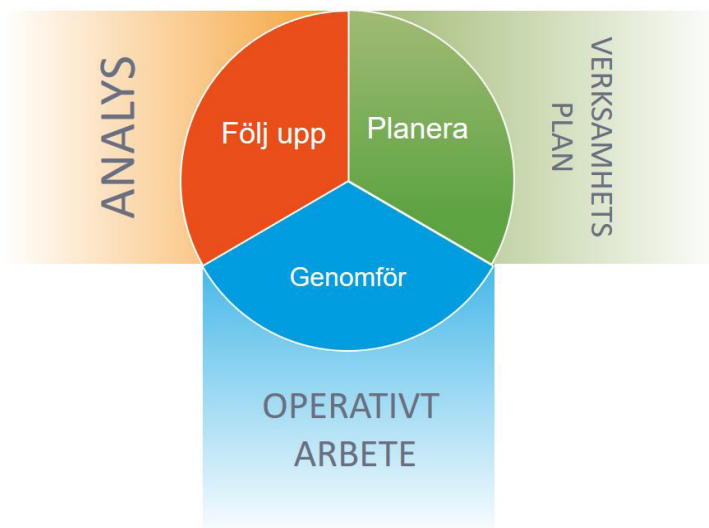 ANALYS
Följ upp
Planera
VERKSAMHETS
PLAN
Genomför
OPERATIVT
ARBETE